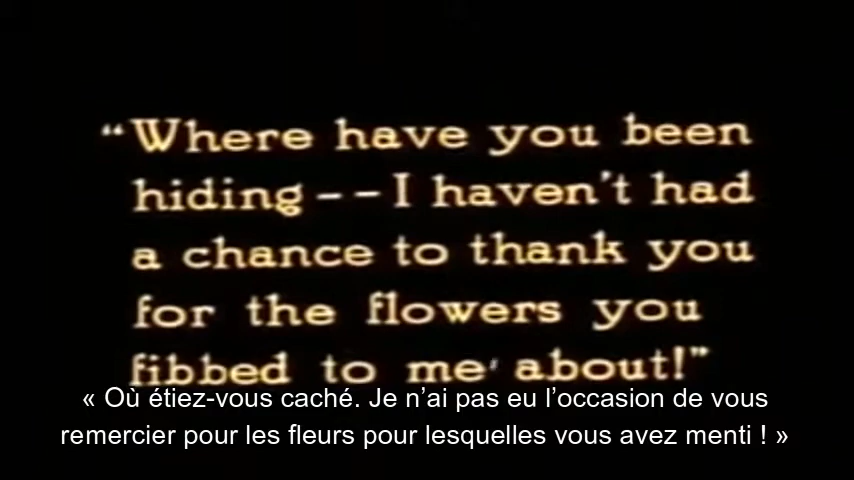 “Where have you been
hiding -- I haven't had
a chance to thank you
for the flowers you
fibbed to me about!”
« Où étiez-vous caché. Je n’ai pas eu l’occasion de vous
remercier pour les fleurs pour lesquelles vous avez menti ! »